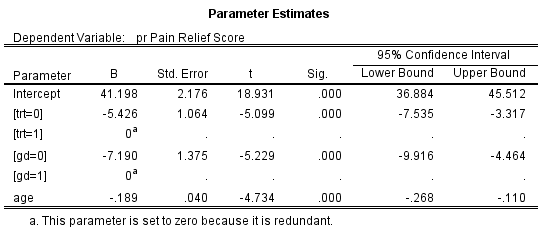 Parameter Estimates
Dependent Variable: pr Pain Relief Score
95% Confidence Interval
Parameter B Std. Error t Sig. Lower Bound Upper Bound
Intercept 41.198 2.176 18.931 .000 36.884 45.512
[trt=0] -5.426 1.064 -5.099 .000 -7.535 -3.317
[trt=1] 0a . . . . .
[gd=0] -7.190 1.375 -5.229 .000 -9.916 -4.464
[gd=1] 0a . . . . .
age -.189 .040 -4.734 .000 -.268 -.110
a. This parameter is set to zero because it is redundant.